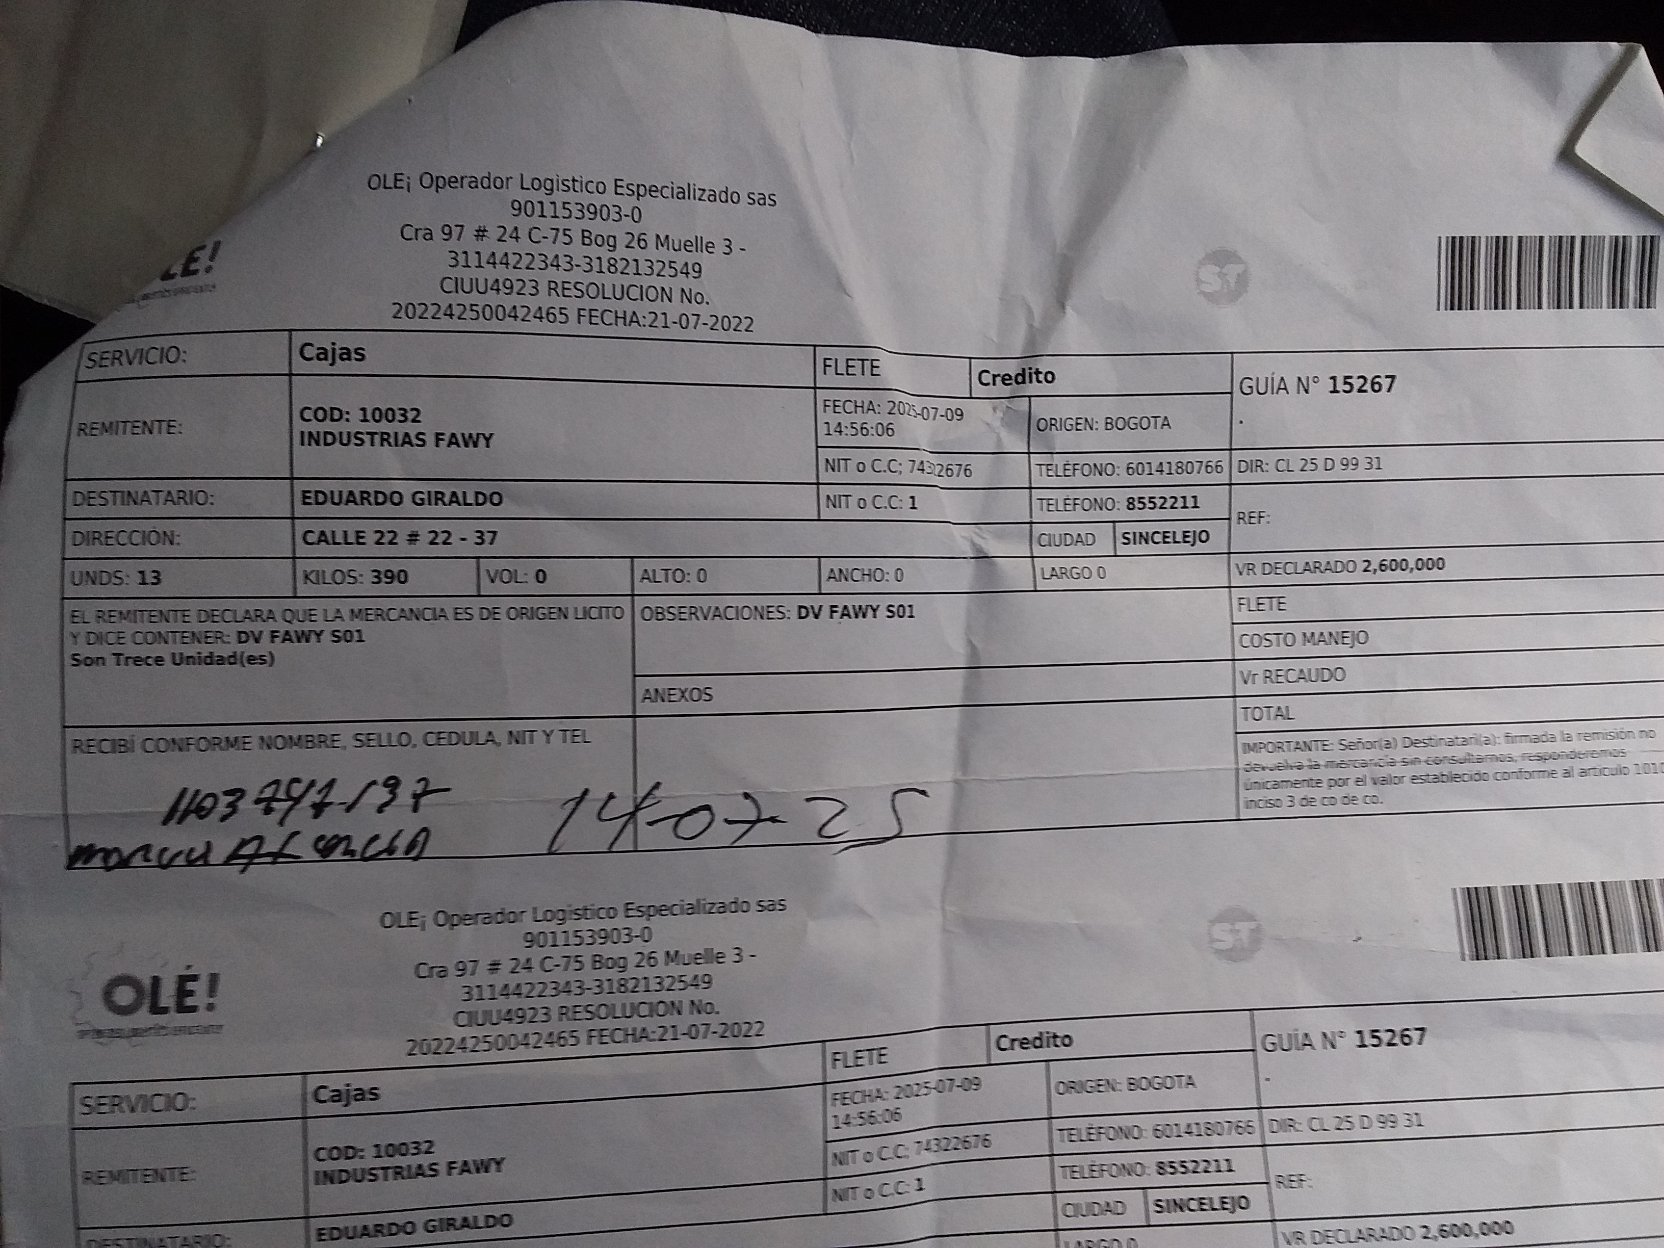 OLE¡ Operador Logistico Especializado sas
901153903-0
Cra 97 # 24 C-75 Bog 26 Muelle 3 -
3114422343-3182132549
CIUU4923 RESOLUCION No.
20224250042465 FECHA:21-07-2022
LE!
ST
SERVICIO: Cajas FLETE Credito GUÍA N° 15267
REMITENTE: COD: 10032
INDUSTRIAS FAWY
FECHA: 2025-07-09
14:56:06
ORIGEN: BOGOTA
.
NIT o C.C; 74322676 TELÉFONO: 6014180766 DIR: CL 25 D 99 31
DESTINATARIO: EDUARDO GIRALDO NIT o C.C: 1 TELÉFONO: 8552211 REF:
DIRECCIÓN: CALLE 22 # 22 - 37 CIUDAD SINCELEJO
UNDS: 13 KILOS: 390 VOL: 0 ALTO: 0 ANCHO: 0 LARGO 0 VR DECLARADO 2,600,000
EL REMITENTE DECLARA QUE LA MERCANCIA ES DE ORIGEN LICITO
Y DICE CONTENER: DV FAWY S01
Son Trece Unidad(es)
OBSERVACIONES: DV FAWY S01
ANEXOS
FLETE
COSTO MANEJO
Vr RECAUDO
TOTAL
RECIBÍ CONFORME NOMBRE, SELLO, CEDULA, NIT Y TEL
IMPORTANTE: Señor(a) Destinatari(a): firmada la remisión no
devuelva la mercancia sin consultarnos, responderemos
únicamente por el valor establecido conforme al articulo 1010
inciso 3 de co de co.
14-07-25
OLE¡ Operador Logistico Especializado sas
901153903-0
Cra 97 # 24 C-75 Bog 26 Muelle 3 -
3114422343-3182132549
CIUU4923 RESOLUCION No.
20224250042465 FECHA:21-07-2022
OLÉ!
ST
SERVICIO: Cajas FLETE Credito GUÍA N° 15267
REMITENTE: COD: 10032
INDUSTRIAS FAWY
FECHA: 2025-07-09
14:56:06
ORIGEN: BOGOTA
.
NIT o C.C; 74322676 TELÉFONO: 6014180766 DIR: CL 25 D 99 31
DESTINATARIO: EDUARDO GIRALDO NIT o C.C: 1 TELÉFONO: 8552211 REF:
CIUDAD SINCELEJO
LARGO 0 VR DECLARADO 2,600,000